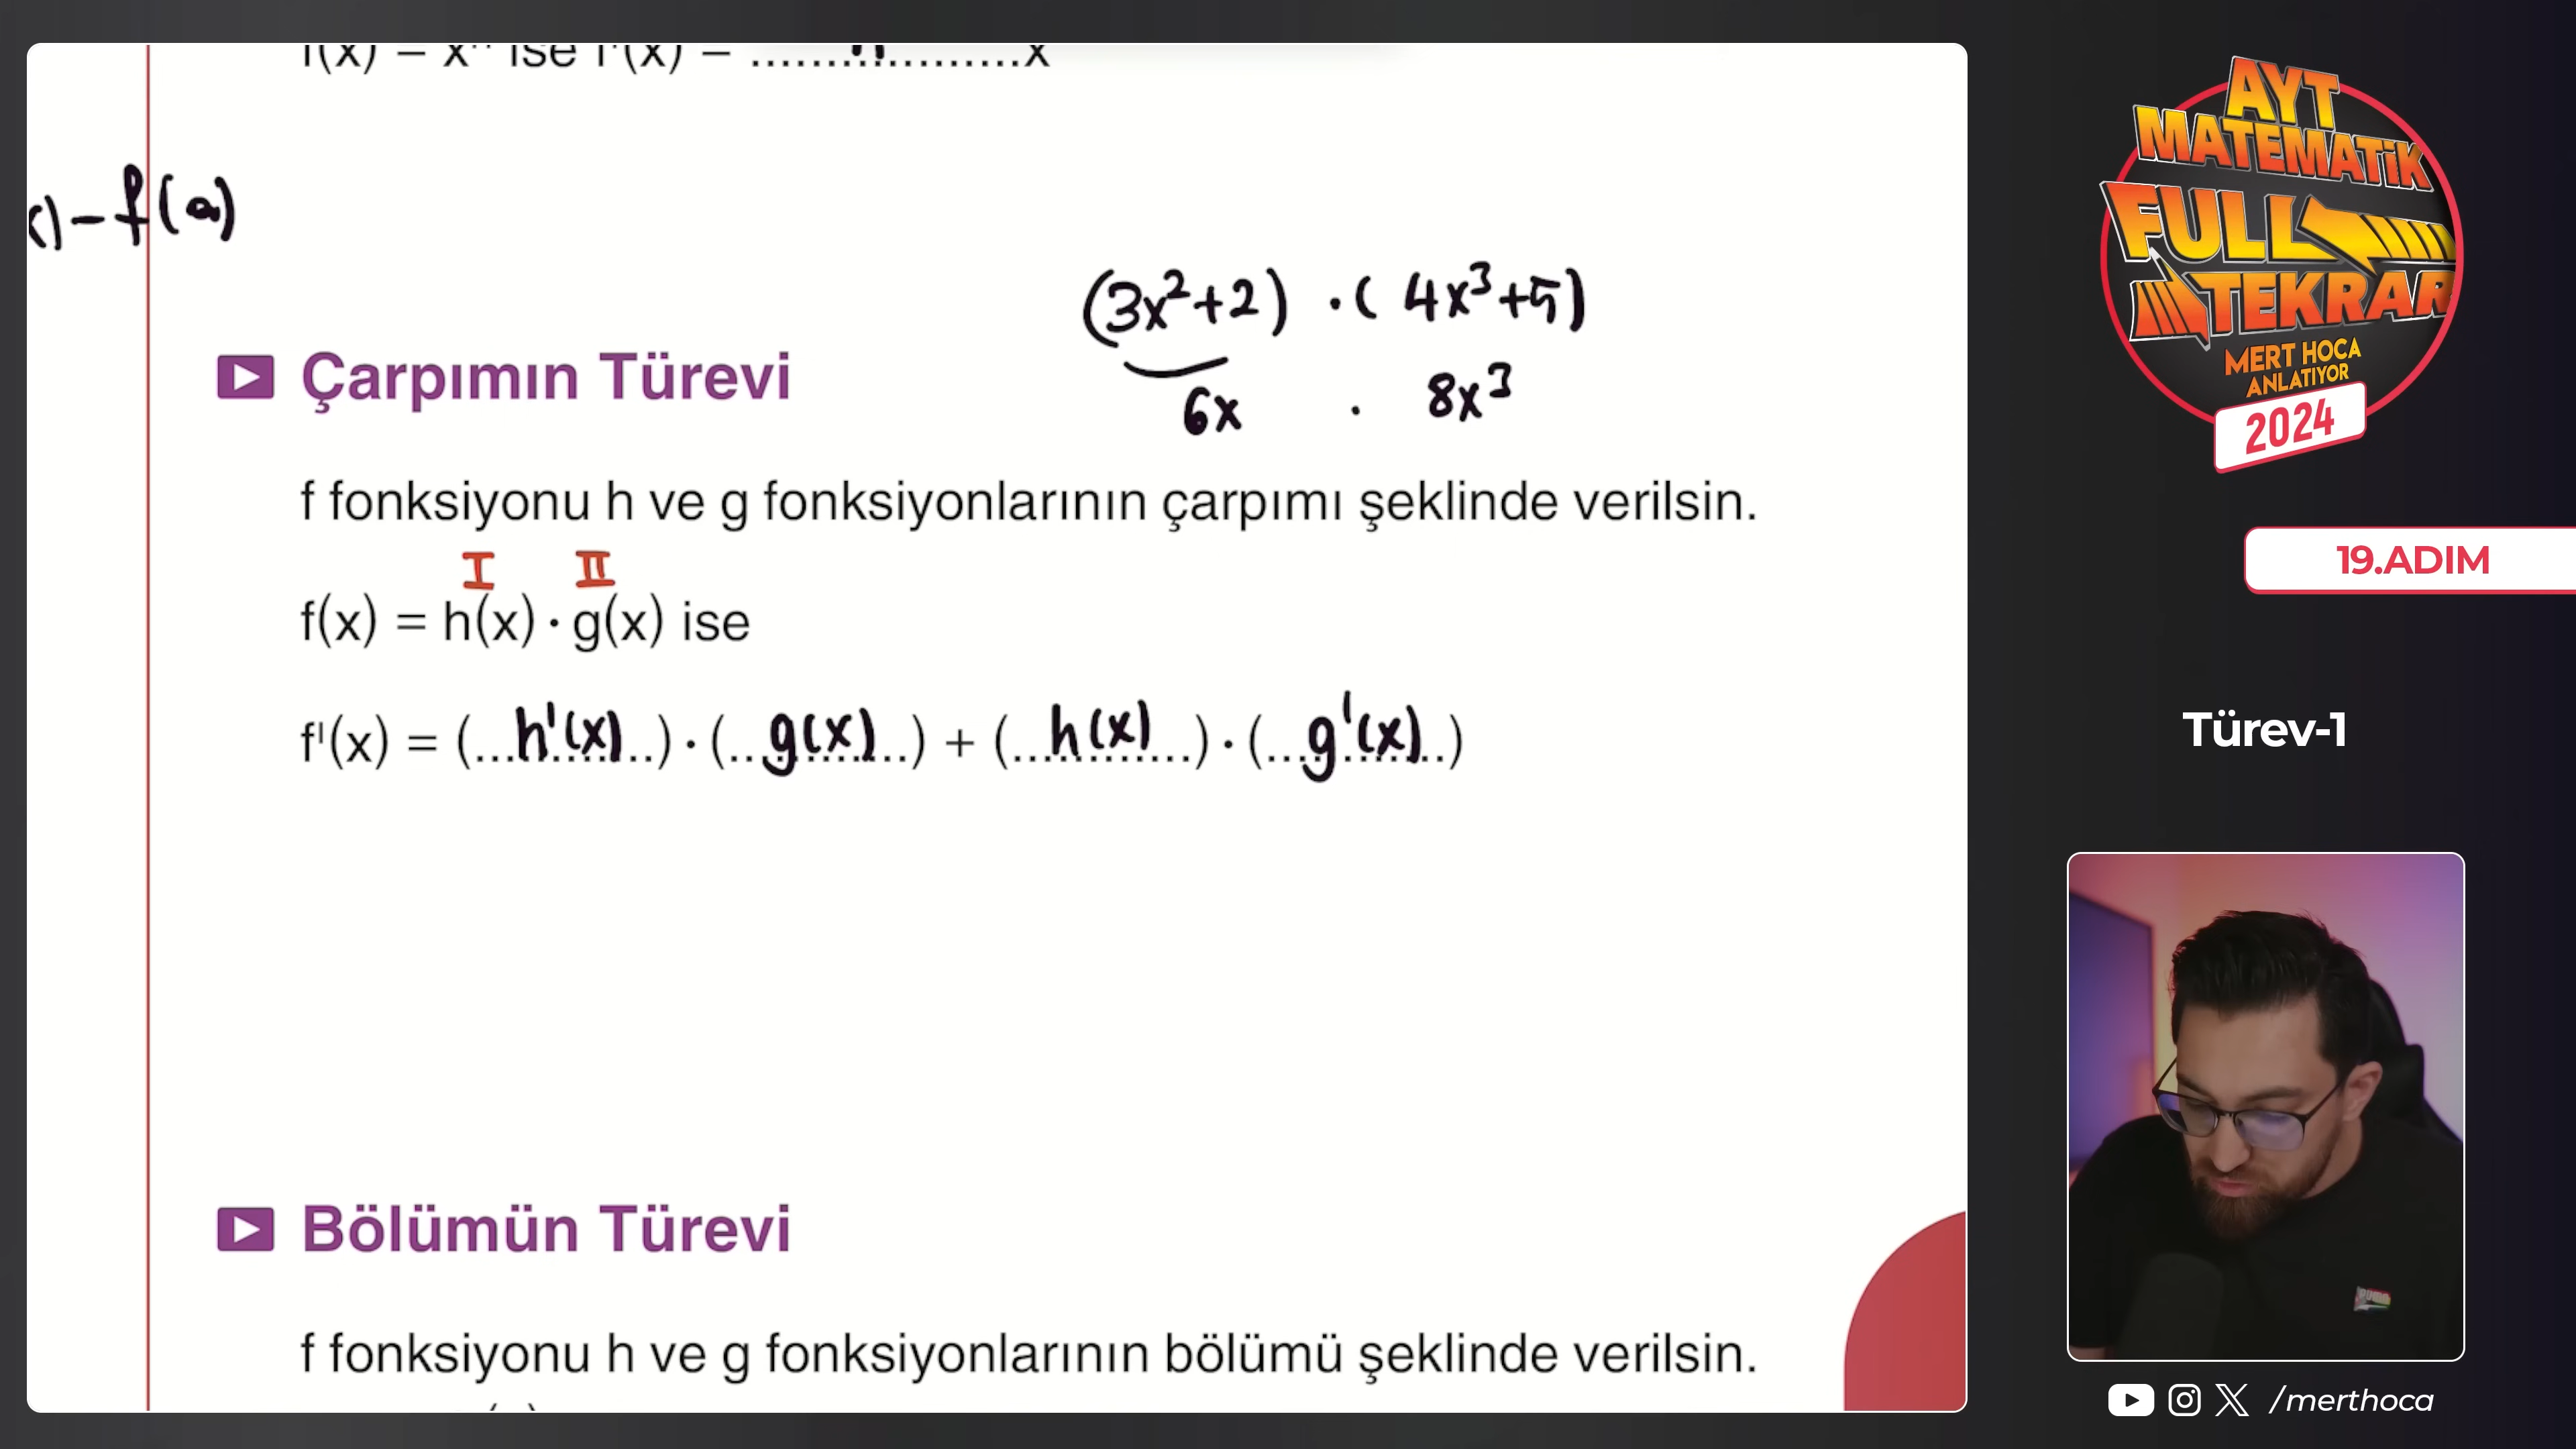 f(x) = xⁿ ise f'(x) = .......n.........x
x) - f(a)
(3x²+2) · (4x³+5)
6x · 8x³
Çarpımın Türevi
f fonksiyonu h ve g fonksiyonlarının çarpımı şeklinde verilsin.
I II
f(x) = h(x) · g(x) ise
f'(x) = (...h'(x)...) · (...g(x)...) + (...h(x)...) · (...g'(x)...)
Bölümün Türevi
f fonksiyonu h ve g fonksiyonlarının bölümü şeklinde verilsin.
AYT
MATEMATİK
FULL
TEKRAR
MERT HOCA
ANLATIYOR
2024
19.ADIM
Türev-1
/merthoca